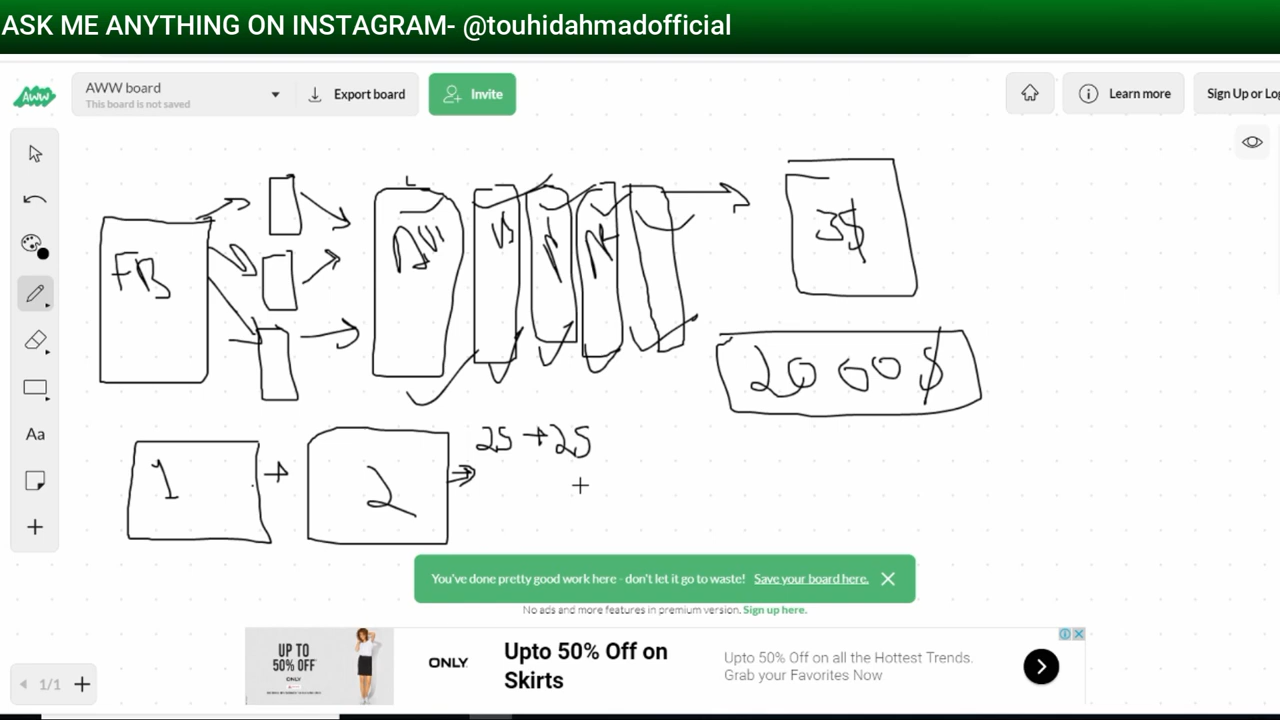 ASK ME ANYTHING ON INSTAGRAM- @touhidahmadofficial
AWW
AWW board
This board is not saved
Export board
Invite
Learn more
Sign Up or Log
FB
3$
2000 $
1 + 2 ⇒ 25 + 25
Aa
You've done pretty good work here - don't let it go to waste! Save your board here.
No ads and more features in premium version. Sign up here.
UP TO
50% OFF*
ONLY
ONLY
Upto 50% Off on
Skirts
Upto 50% Off on all the Hottest Trends.
Grab your Favorites Now
1/1